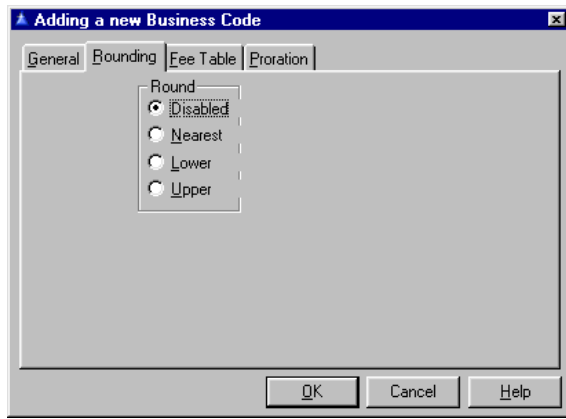 Adding a new Business Code
General Rounding Fee Table Proration
Round
Disabled
Nearest
Lower
Upper
OK Cancel Help